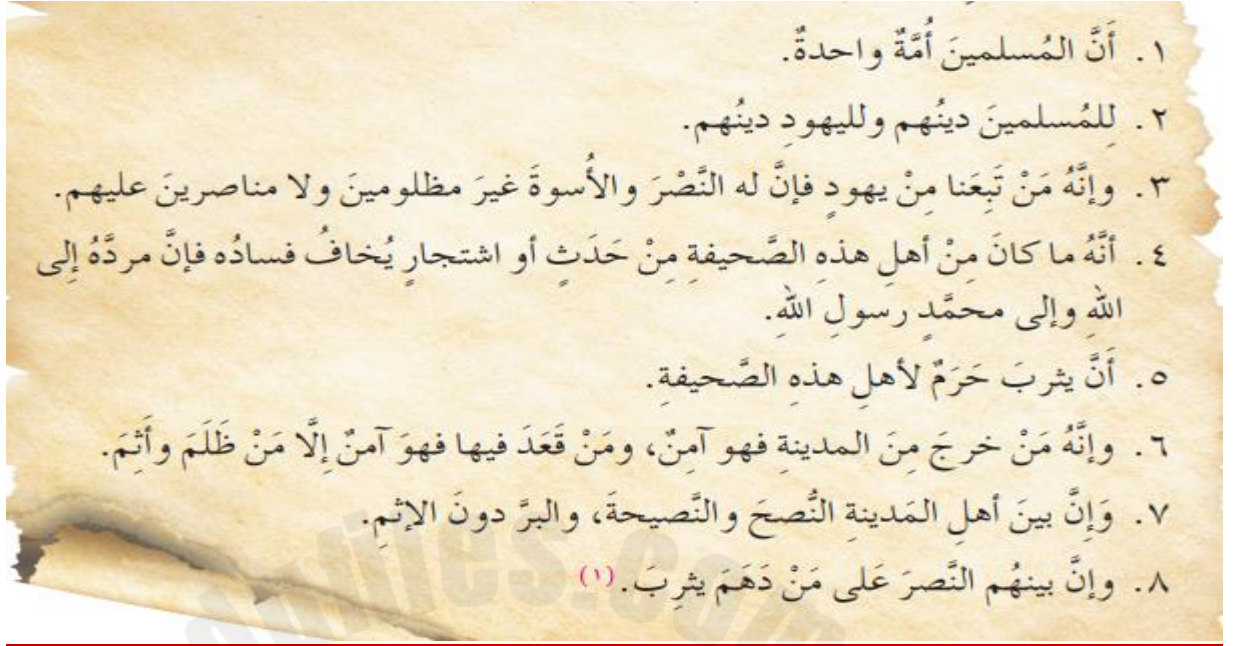 ١. أَنَّ المُسلمينَ أُمَّةٌ واحدةٌ.
٢. لِلمُسلمينَ دينُهم ولليهودِ دينُهم.
٣. وإنَّهُ مَنْ تَبِعَنا مِنْ يهودٍ فإنَّ له النَّصْرَ والأُسوةَ غيرَ مظلومينَ ولا مناصرينَ عليهم.
٤. أنَّهُ ما كانَ مِنْ أهلِ هذهِ الصَّحيفةِ مِنْ حَدَثٍ أو اشتجارٍ يُخافُ فسادُه فإنَّ مردَّهُ إلى
اللهِ وإلى محمَّدٍ رسولِ اللهِ.
٥. أَنَّ يثربَ حَرَمٌ لأهلِ هذهِ الصَّحيفةِ.
٦. وإنَّهُ مَنْ خرجَ مِنَ المدينةِ فهو آمِنٌ، ومَنْ قَعَدَ فيها فهوَ آمنٌ إلَّا مَنْ ظَلَمَ وأَثِمَ.
٧. وَإنَّ بينَ أهلِ المَدينةِ النُّصحَ والنَّصيحةَ، والبرَّ دونَ الإثمِ.
٨. وإنَّ بينهُم النَّصرَ عَلى مَنْ دَهَمَ يثرِبَ. (١)